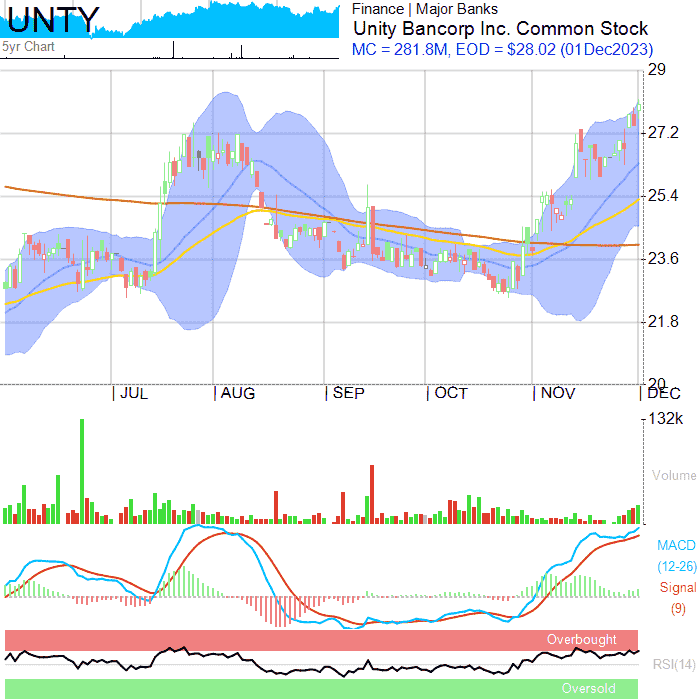 UNTY
5yr Chart
Finance | Major Banks
Unity Bancorp Inc. Common Stock
MC = 281.8M, EOD = $28.02 (01Dec2023)
29
27.2
25.4
23.6
21.8
20
JUL AUG SEP OCT NOV DEC
132k
Volume
MACD
(12-26)
Signal
(9)
Overbought
RSI(14)
Oversold